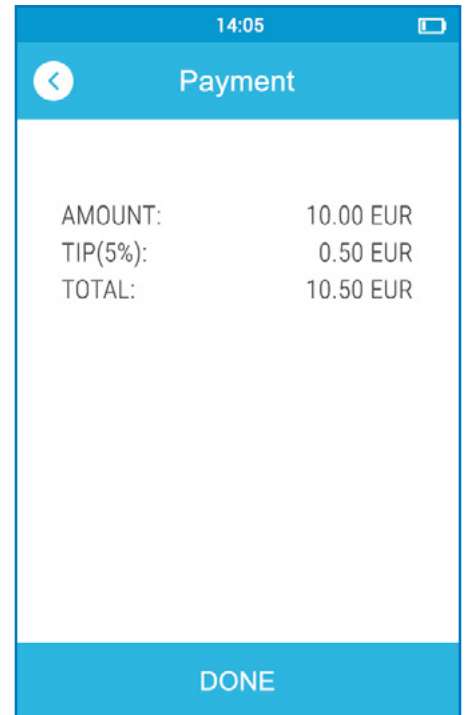 14:05
Payment
AMOUNT: 10.00 EUR
TIP(5%): 0.50 EUR
TOTAL: 10.50 EUR
DONE